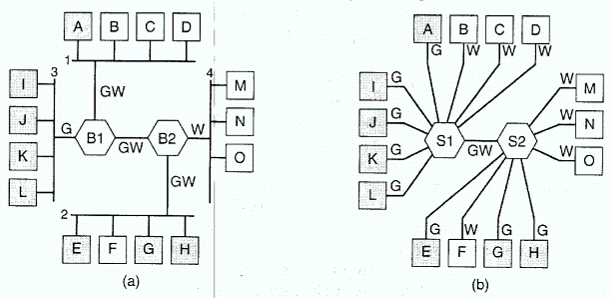 A B C D
1
GW
3
I
J
K
L
G
B1
GW
B2
W
4
M
N
O
GW
2
E F G H
(a)
A B C D
G W W W
I G
J G
K G
L G
S1
GW
S2
W M
W N
W O
G W G G
E F G H
(b)